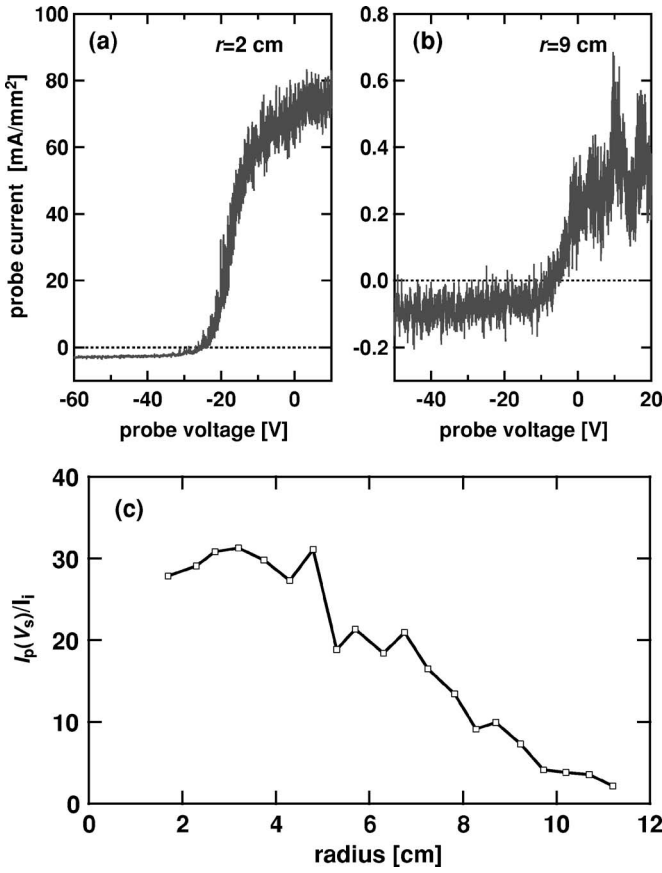 (a) r=2 cm
(b) r=9 cm
100
80
60
40
20
0
probe current [mA/mm²]
-60 -40 -20 0
probe voltage [V]
0.8
0.6
0.4
0.2
0.0
-0.2
-40 -20 0 20
probe voltage [V]
(c)
40
30
20
10
0
Ip(Vs)/Ii
0 2 4 6 8 10 12
radius [cm]